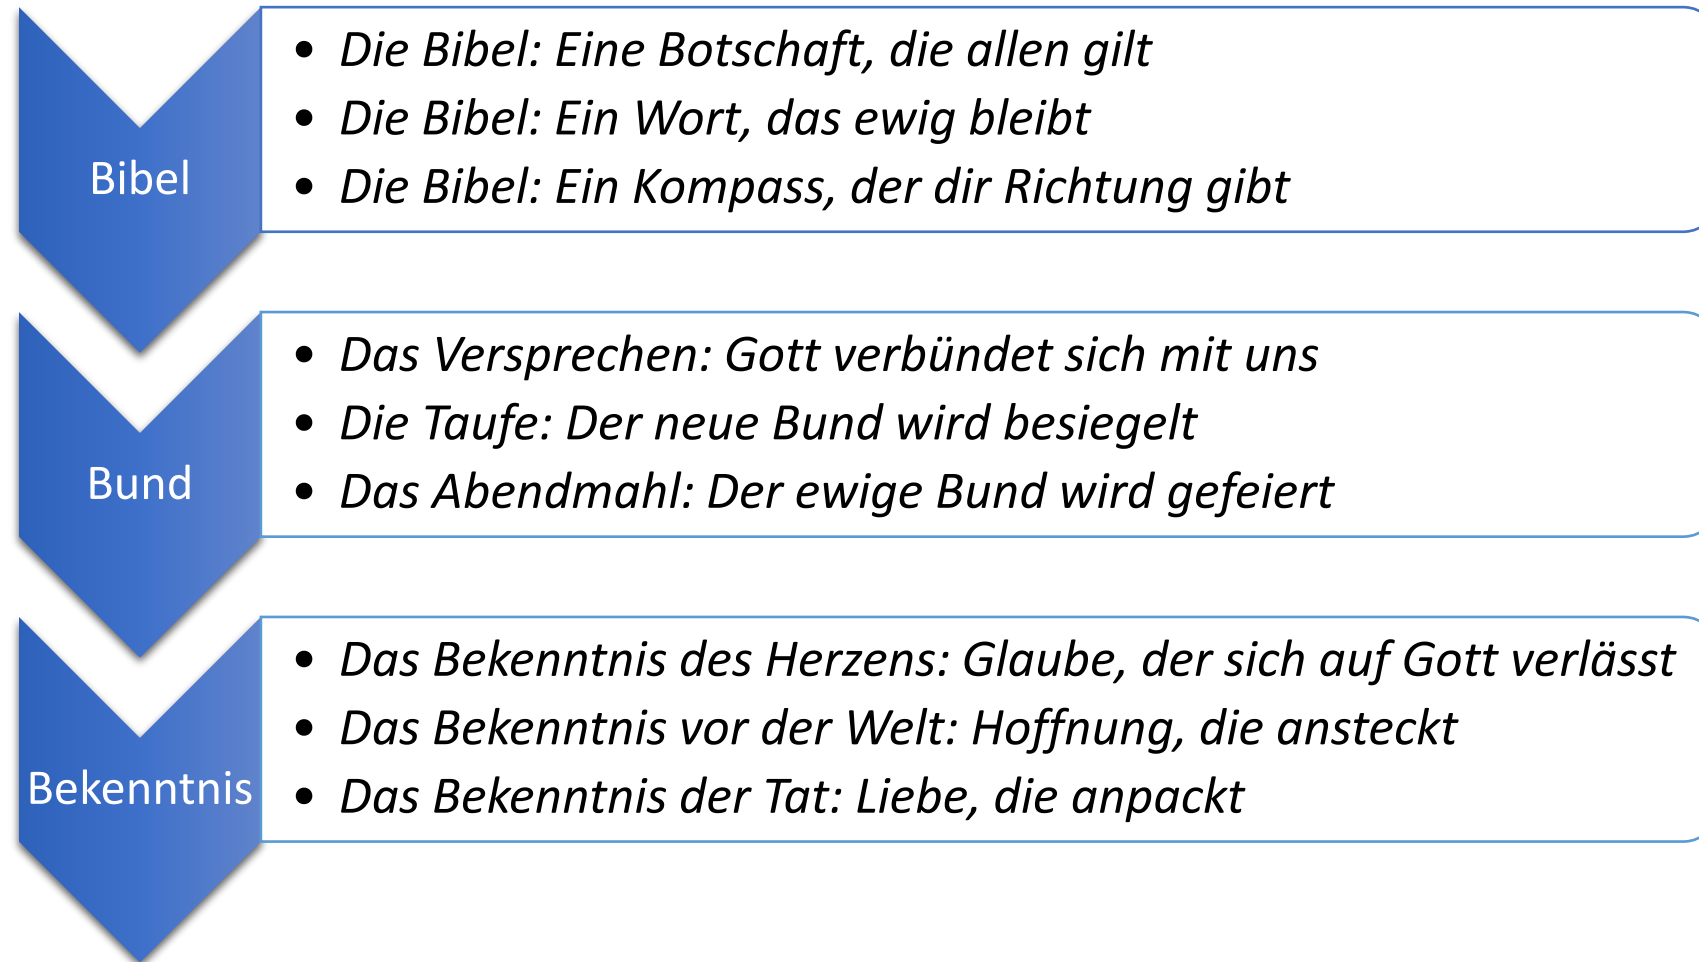 Bibel
• Die Bibel: Eine Botschaft, die allen gilt
• Die Bibel: Ein Wort, das ewig bleibt
• Die Bibel: Ein Kompass, der dir Richtung gibt
Bund
• Das Versprechen: Gott verbündet sich mit uns
• Die Taufe: Der neue Bund wird besiegelt
• Das Abendmahl: Der ewige Bund wird gefeiert
Bekenntnis
• Das Bekenntnis des Herzens: Glaube, der sich auf Gott verlässt
• Das Bekenntnis vor der Welt: Hoffnung, die ansteckt
• Das Bekenntnis der Tat: Liebe, die anpackt